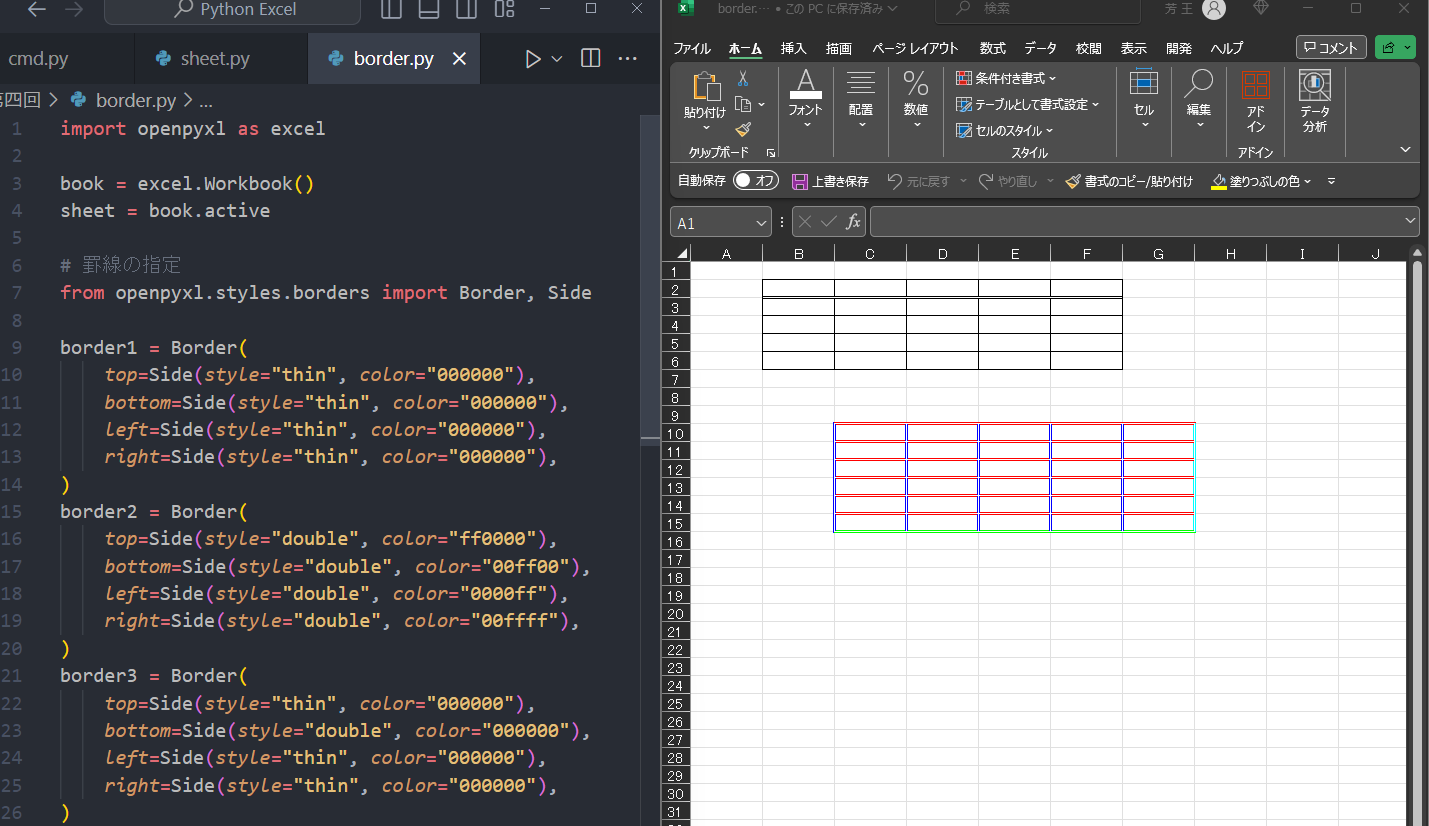 Python Excel
cmd.py
sheet.py
border.py
第四回 > border.py > ...
1 import openpyxl as excel
2
3 book = excel.Workbook()
4 sheet = book.active
5
6 # 罫線の指定
7 from openpyxl.styles.borders import Border, Side
8
9 border1 = Border(
10 top=Side(style="thin", color="000000"),
11 bottom=Side(style="thin", color="000000"),
12 left=Side(style="thin", color="000000"),
13 right=Side(style="thin", color="000000"),
14 )
15 border2 = Border(
16 top=Side(style="double", color="ff0000"),
17 bottom=Side(style="double", color="00ff00"),
18 left=Side(style="double", color="0000ff"),
19 right=Side(style="double", color="00ffff"),
20 )
21 border3 = Border(
22 top=Side(style="thin", color="000000"),
23 bottom=Side(style="double", color="000000"),
24 left=Side(style="thin", color="000000"),
25 right=Side(style="thin", color="000000"),
26 )
border.… • この PC に保存済み
検索
芳 王
ファイル ホーム 挿入 描画 ページ レイアウト 数式 データ 校閲 表示 開発 ヘルプ
コメント
貼り付け
クリップボード
フォント
配置
数値
条件付き書式
テーブルとして書式設定
セルのスタイル
スタイル
セル
編集
アド
イン
アドイン
データ
分析
自動保存 オフ 上書き保存 元に戻す やり直し 書式のコピー/貼り付け 塗りつぶしの色
A1
fx
A B C D E F G H I J
1
2
3
4
5
6
7
8
9
10
11
12
13
14
15
16
17
18
19
20
21
22
23
24
25
26
27
28
29
30
31